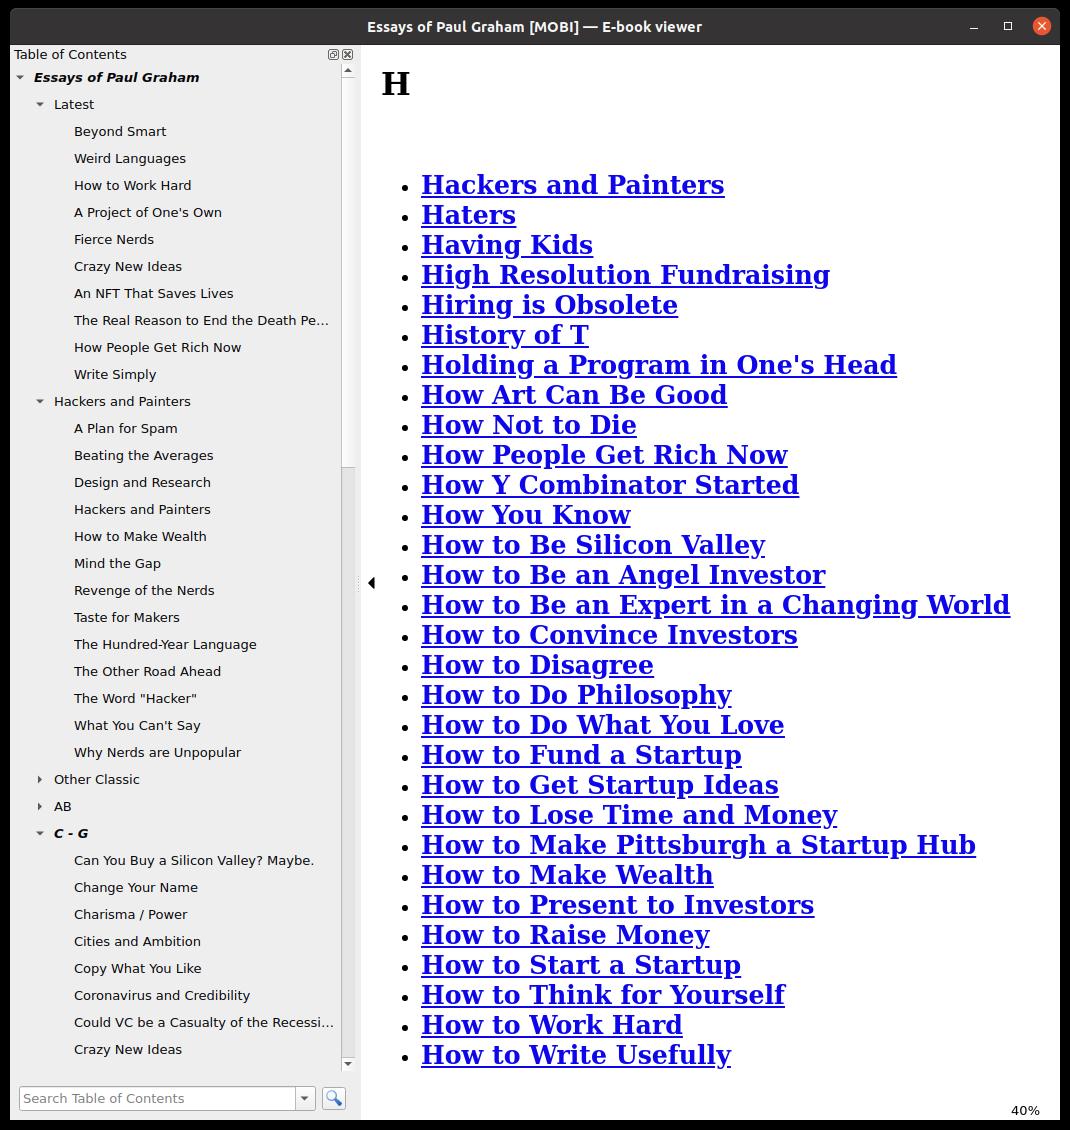 Essays of Paul Graham [MOBI] — E-book viewer
Table of Contents
Essays of Paul Graham
Latest
Beyond Smart
Weird Languages
How to Work Hard
A Project of One's Own
Fierce Nerds
Crazy New Ideas
An NFT That Saves Lives
The Real Reason to End the Death Pe...
How People Get Rich Now
Write Simply
Hackers and Painters
A Plan for Spam
Beating the Averages
Design and Research
Hackers and Painters
How to Make Wealth
Mind the Gap
Revenge of the Nerds
Taste for Makers
The Hundred-Year Language
The Other Road Ahead
The Word "Hacker"
What You Can't Say
Why Nerds are Unpopular
Other Classic
AB
C - G
Can You Buy a Silicon Valley? Maybe.
Change Your Name
Charisma / Power
Cities and Ambition
Copy What You Like
Coronavirus and Credibility
Could VC be a Casualty of the Recessi...
Crazy New Ideas
Search Table of Contents
H
Hackers and Painters
Haters
Having Kids
High Resolution Fundraising
Hiring is Obsolete
History of T
Holding a Program in One's Head
How Art Can Be Good
How Not to Die
How People Get Rich Now
How Y Combinator Started
How You Know
How to Be Silicon Valley
How to Be an Angel Investor
How to Be an Expert in a Changing World
How to Convince Investors
How to Disagree
How to Do Philosophy
How to Do What You Love
How to Fund a Startup
How to Get Startup Ideas
How to Lose Time and Money
How to Make Pittsburgh a Startup Hub
How to Make Wealth
How to Present to Investors
How to Raise Money
How to Start a Startup
How to Think for Yourself
How to Work Hard
How to Write Usefully
40%